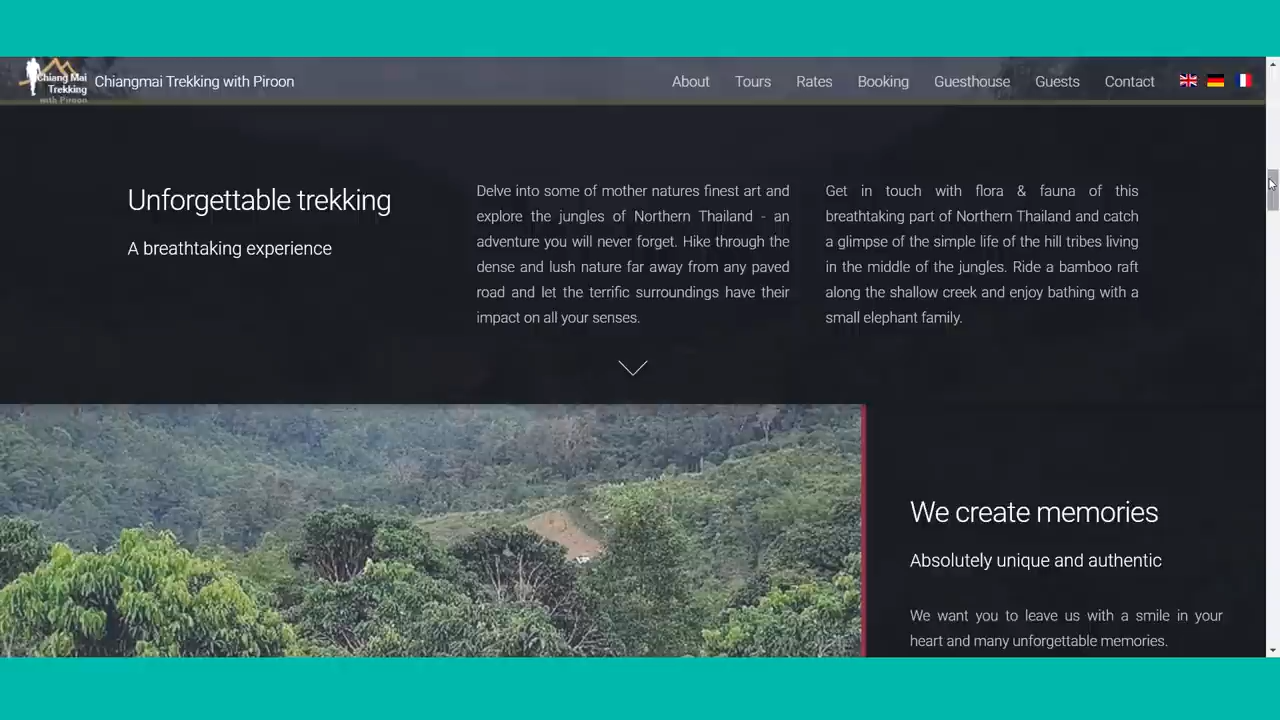 Chiang Mai
Trekking
with Piroon
Chiangmai Trekking with Piroon
About Tours Rates Booking Guesthouse Guests Contact
Unforgettable trekking
A breathtaking experience
Delve into some of mother natures finest art and
explore the jungles of Northern Thailand - an
adventure you will never forget. Hike through the
dense and lush nature far away from any paved
road and let the terrific surroundings have their
impact on all your senses.
Get in touch with flora & fauna of this
breathtaking part of Northern Thailand and catch
a glimpse of the simple life of the hill tribes living
in the middle of the jungles. Ride a bamboo raft
along the shallow creek and enjoy bathing with a
small elephant family.
We create memories
Absolutely unique and authentic
We want you to leave us with a smile in your
heart and many unforgettable memories.